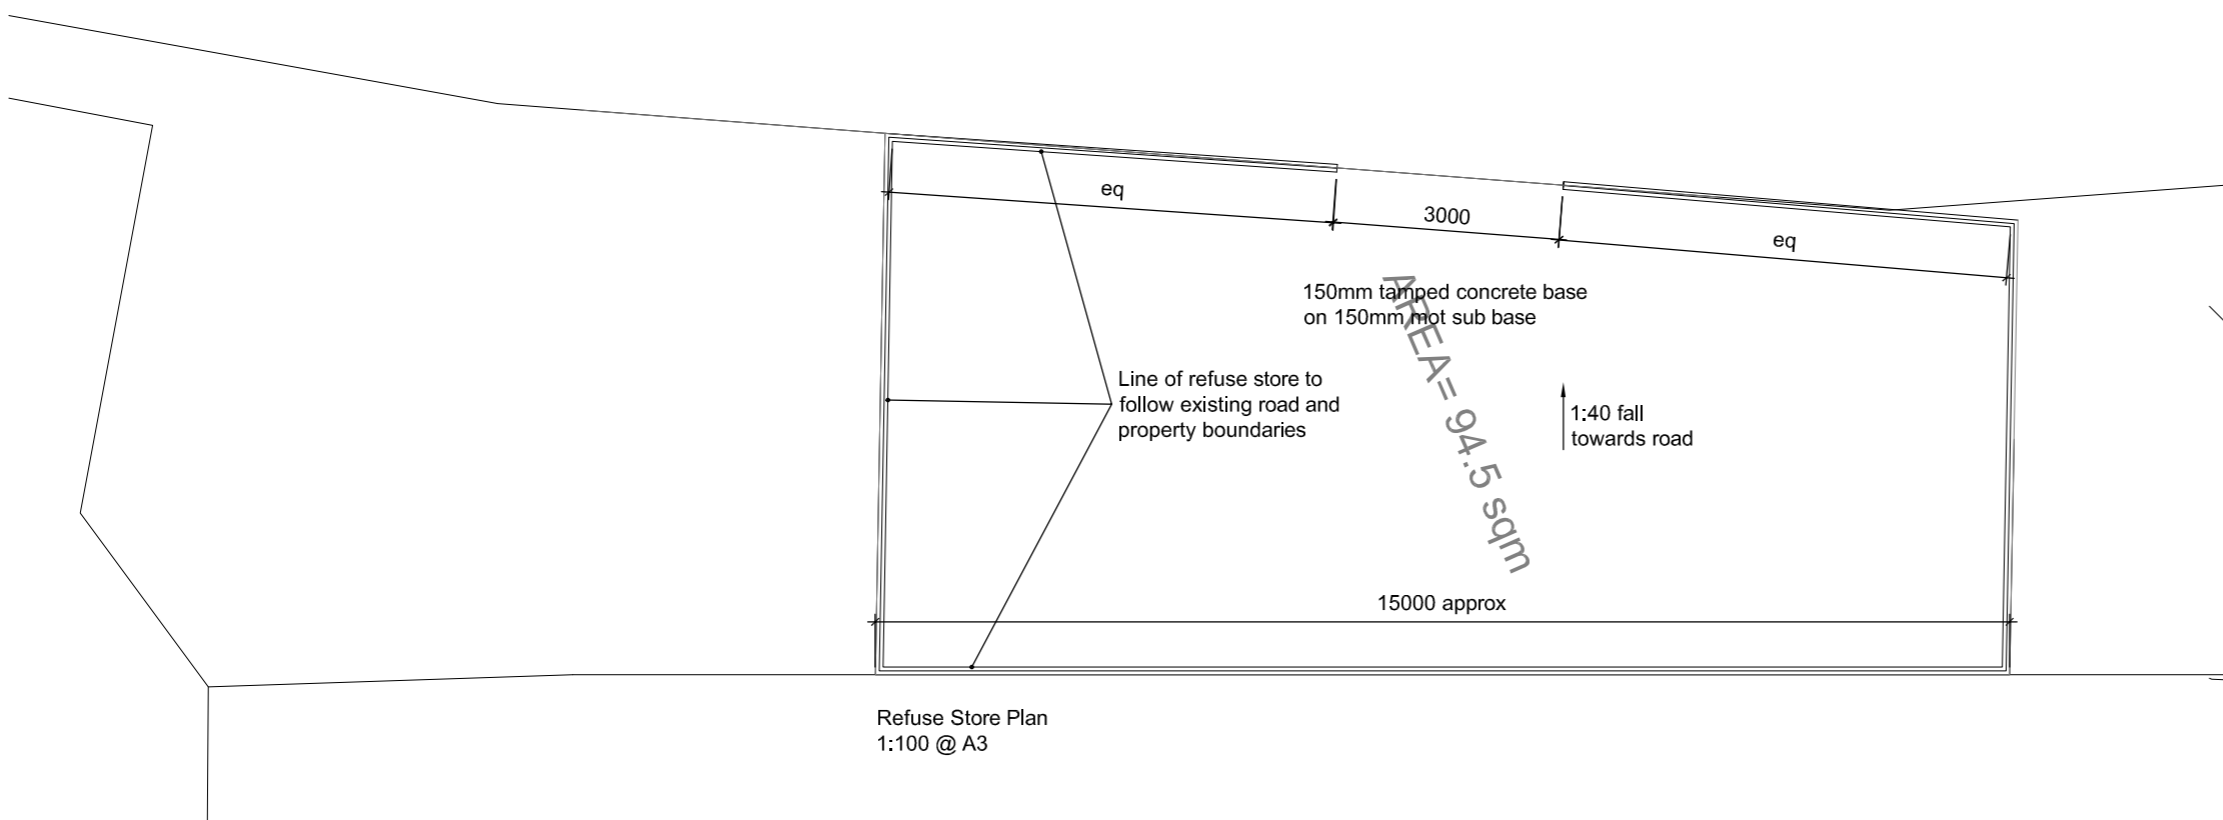 eq
3000
eq
150mm tamped concrete base
on 150mm mot sub base
AREA= 94.5 sqm
Line of refuse store to
follow existing road and
property boundaries
1:40 fall
towards road
15000 approx
Refuse Store Plan
1:100 @ A3